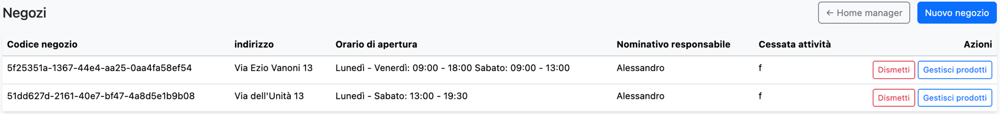 Negozi ← Home manager Nuovo negozio
Codice negozio indirizzo Orario di apertura Nominativo responsabile Cessata attività Azioni
5f25351a-1367-44e4-aa25-0aa4fa58ef54 Via Ezio Vanoni 13 Lunedì - Venerdì: 09:00 - 18:00 Sabato: 09:00 - 13:00 Alessandro f Dismetti Gestisci prodotti
51dd627d-2161-40e7-bf47-4a8d5e1b9b08 Via dell'Unità 13 Lunedì - Sabato: 13:00 - 19:30 Alessandro f Dismetti Gestisci prodotti